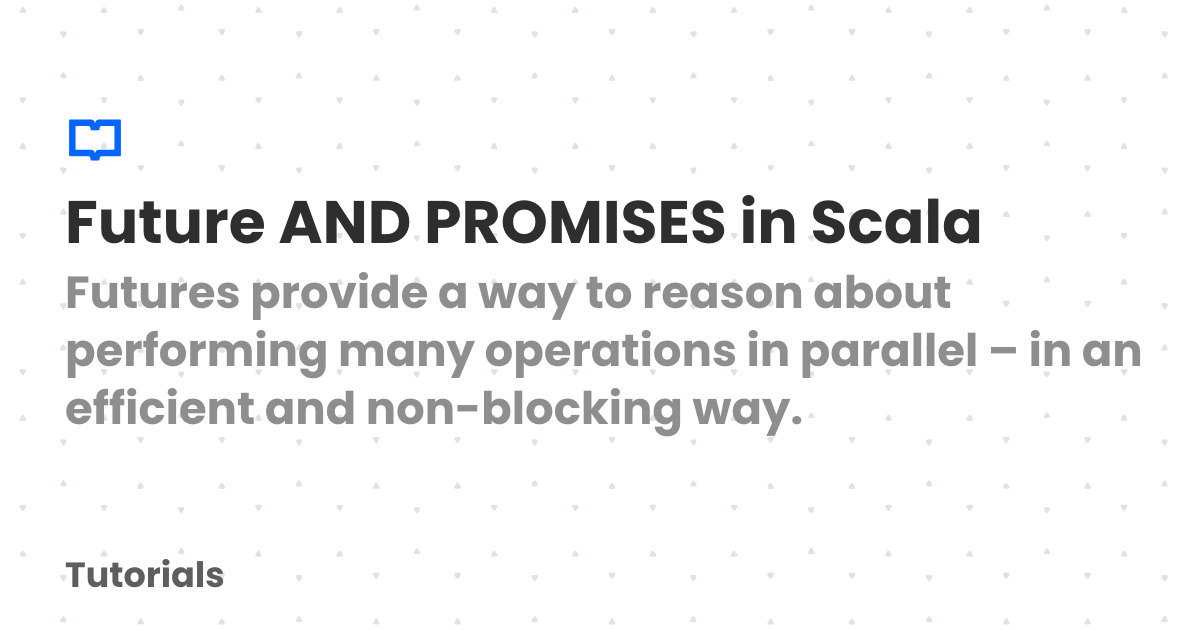 Future AND PROMISES in Scala
Futures provide a way to reason about
performing many operations in parallel – in an
efficient and non-blocking way.
Tutorials